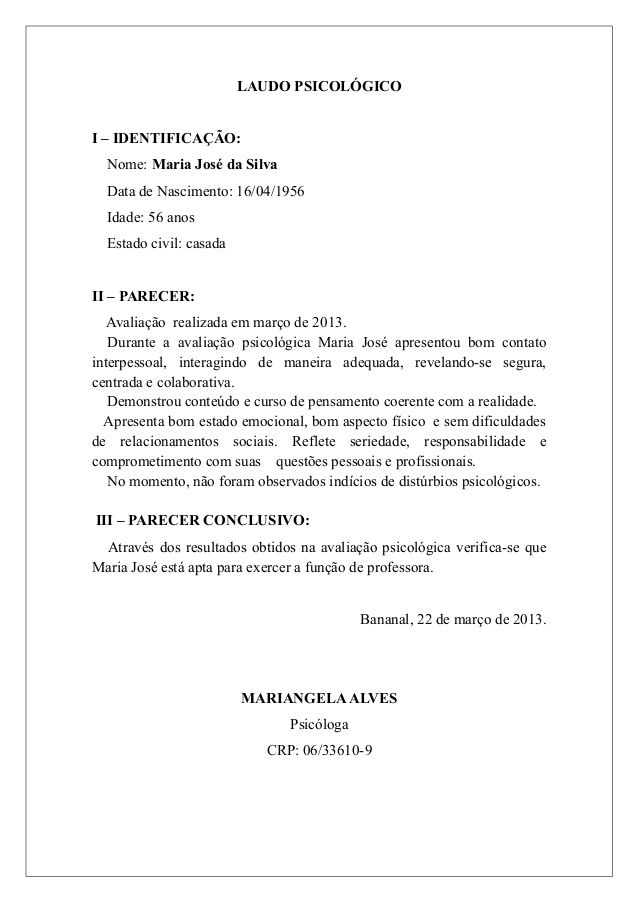 LAUDO PSICOLÓGICO
I – IDENTIFICAÇÃO:
Nome: Maria José da Silva
Data de Nascimento: 16/04/1956
Idade: 56 anos
Estado civil: casada
II – PARECER:
Avaliação realizada em março de 2013.
Durante a avaliação psicológica Maria José apresentou bom contato
interpessoal, interagindo de maneira adequada, revelando-se segura,
centrada e colaborativa.
Demonstrou conteúdo e curso de pensamento coerente com a realidade.
Apresenta bom estado emocional, bom aspecto físico e sem dificuldades
de relacionamentos sociais. Reflete seriedade, responsabilidade e
comprometimento com suas questões pessoais e profissionais.
No momento, não foram observados indícios de distúrbios psicológicos.
III – PARECER CONCLUSIVO:
Através dos resultados obtidos na avaliação psicológica verifica-se que
Maria José está apta para exercer a função de professora.
Bananal, 22 de março de 2013.
MARIANGELA ALVES
Psicóloga
CRP: 06/33610-9